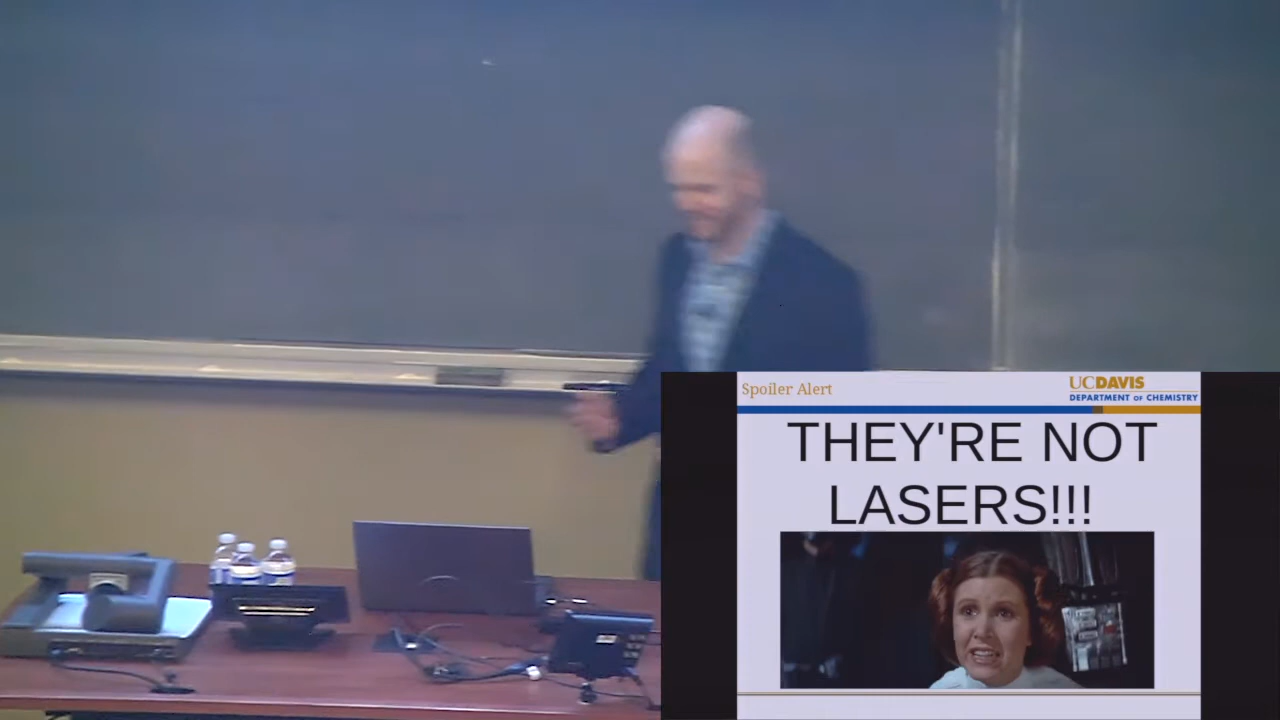 Spoiler Alert
UCDAVIS
DEPARTMENT OF CHEMISTRY
THEY'RE NOT
LASERS!!!